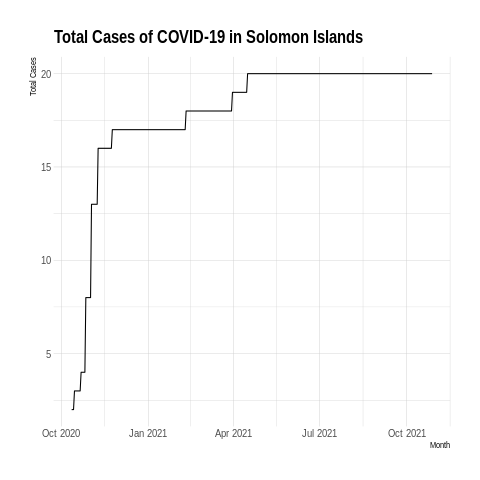 Total Cases of COVID-19 in Solomon Islands
Total Cases
20
15
10
5
Oct 2020 Jan 2021 Apr 2021 Jul 2021 Oct 2021
Month